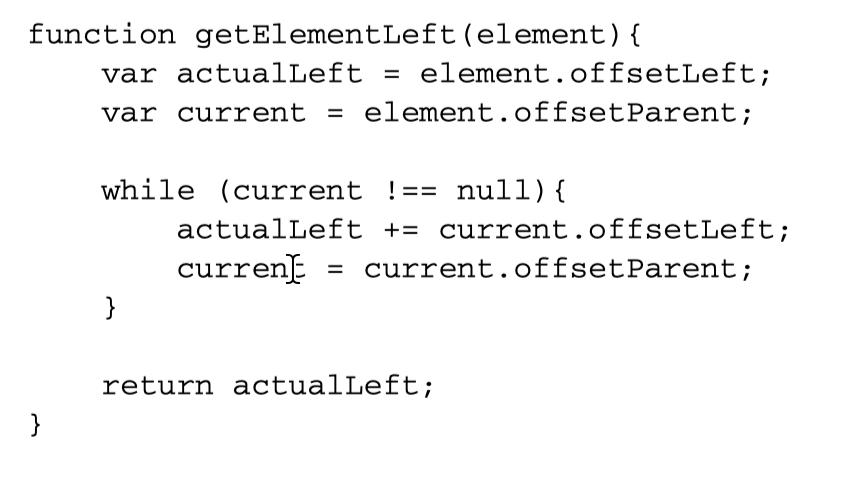 function getElementLeft(element){
var actualLeft = element.offsetLeft;
var current = element.offsetParent;
while (current !== null){
actualLeft += current.offsetLeft;
current = current.offsetParent;
}
return actualLeft;
}